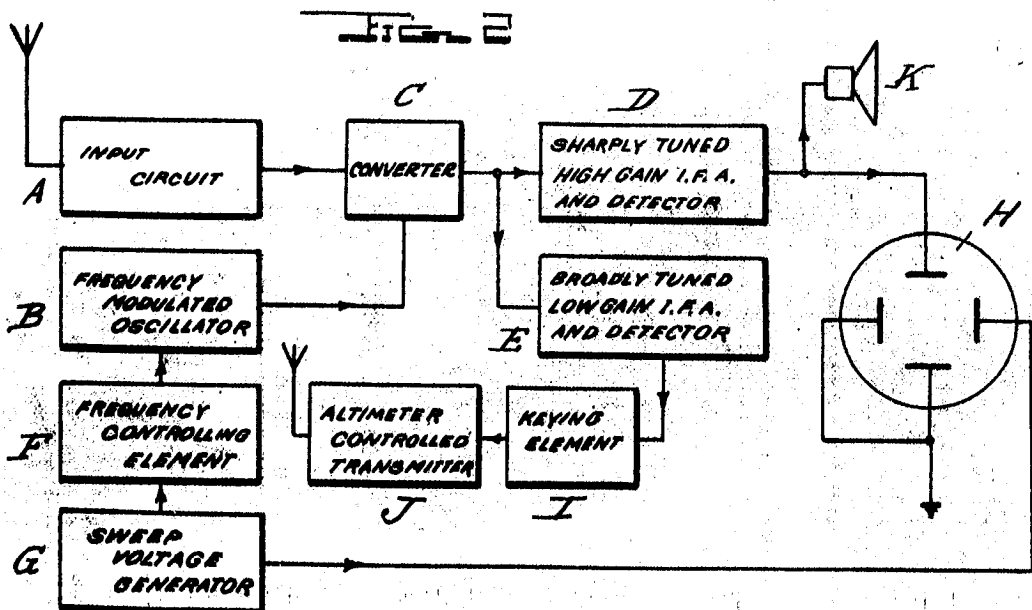 Fig. 2
A
INPUT
CIRCUIT
C
CONVERTER
D
SHARPLY TUNED
HIGH GAIN I.F.A.
AND DETECTOR
K
H
B
FREQUENCY
MODULATED
OSCILLATOR
E
BROADLY TUNED
LOW GAIN I.F.A.
AND DETECTOR
F
FREQUENCY
CONTROLLING
ELEMENT
ALTIMETER
CONTROLLED
TRANSMITTER
J
KEYING
ELEMENT
I
G
SWEEP
VOLTAGE
GENERATOR